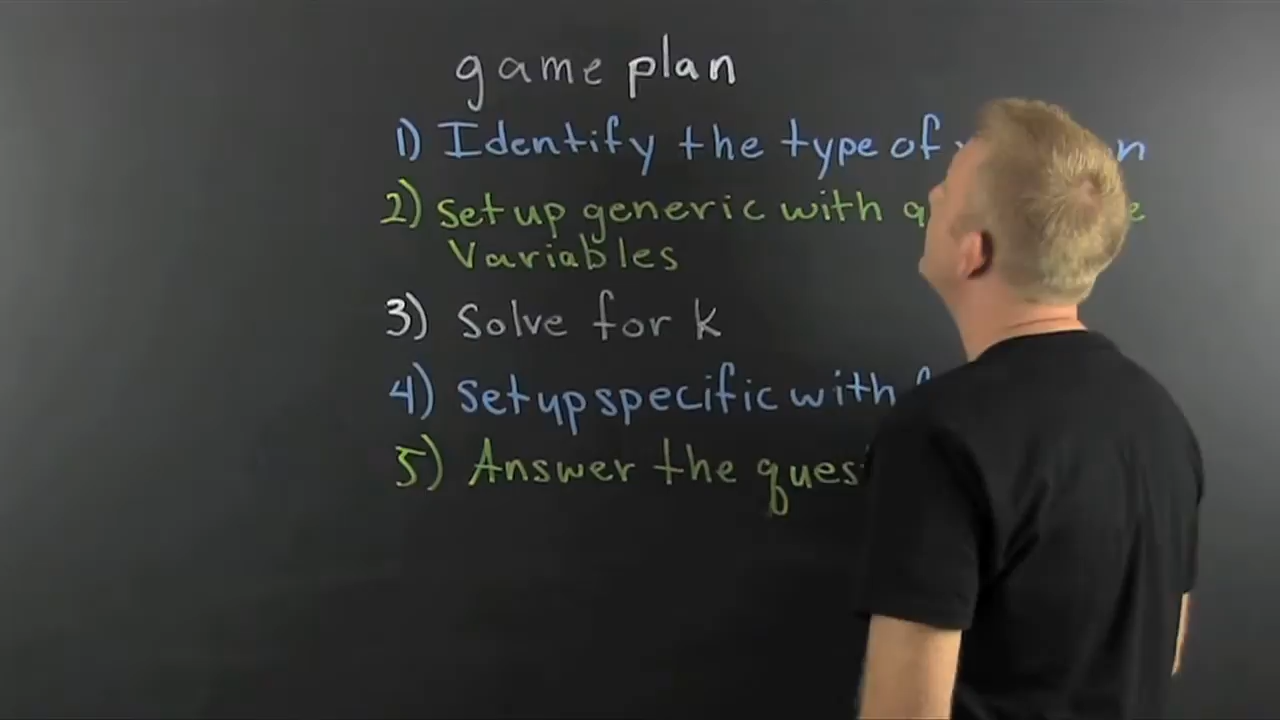 game plan
1) Identify the type of
2) set up generic with
Variables
3) Solve for k
4) set up specific with
5) Answer the ques